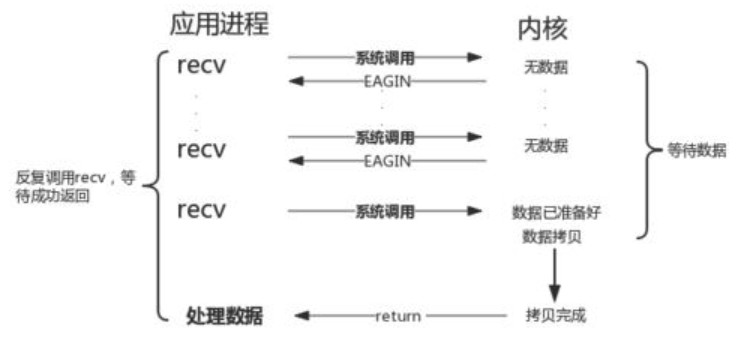 应用进程
内核
recv
系统调用
无数据
EAGIN
recv
系统调用
无数据
EAGIN
等待数据
反复调用recv，等
待成功返回
recv
系统调用
数据已准备好
数据拷贝
处理数据
return
拷贝完成